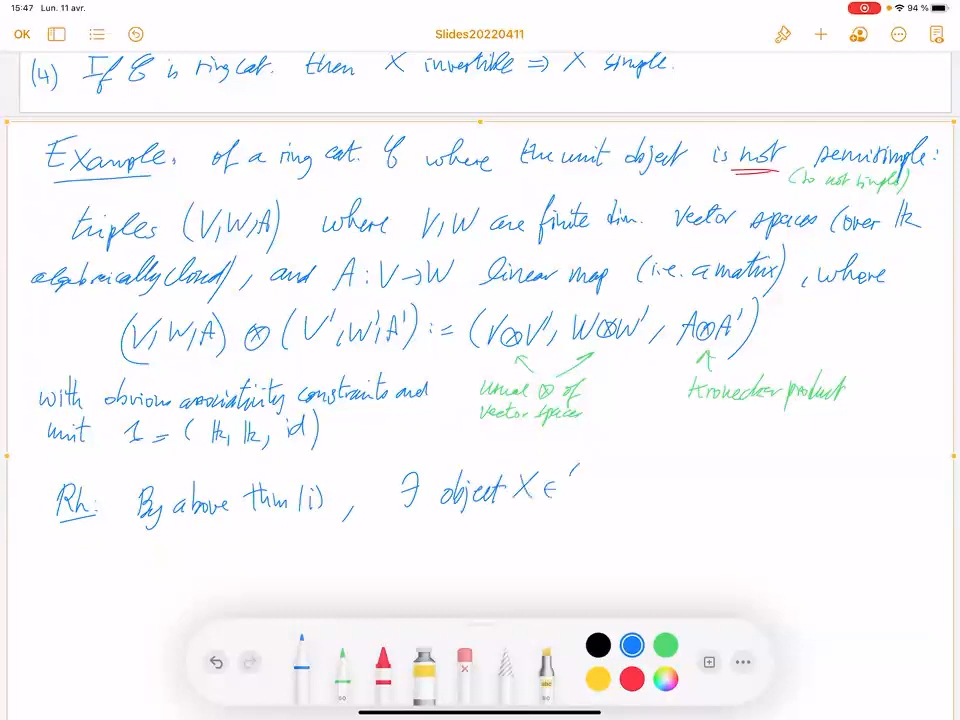 15:47 Lun. 11 avr.
94 %
OK
Slides20220411
(4) If C is ring cat. then X invertible ⇒ X simple.
Example. of a ring cat. C where the unit object is not semisimple:
(so not simple)
triples (V,W,A) where V,W are finite dim. vector spaces (over k
algebraically closed), and A : V → W linear map (i.e. a matrix), where
(V,W,A) ⊗ (V',W',A') := (V⊗V', W⊗W', A⊗A')
with obvious associativity constraints and
unit 1 = (k, k, id)
usual ⊗ of
vector spaces
Kronecker product
Rk: By above thm (i), ∃ object X ∈